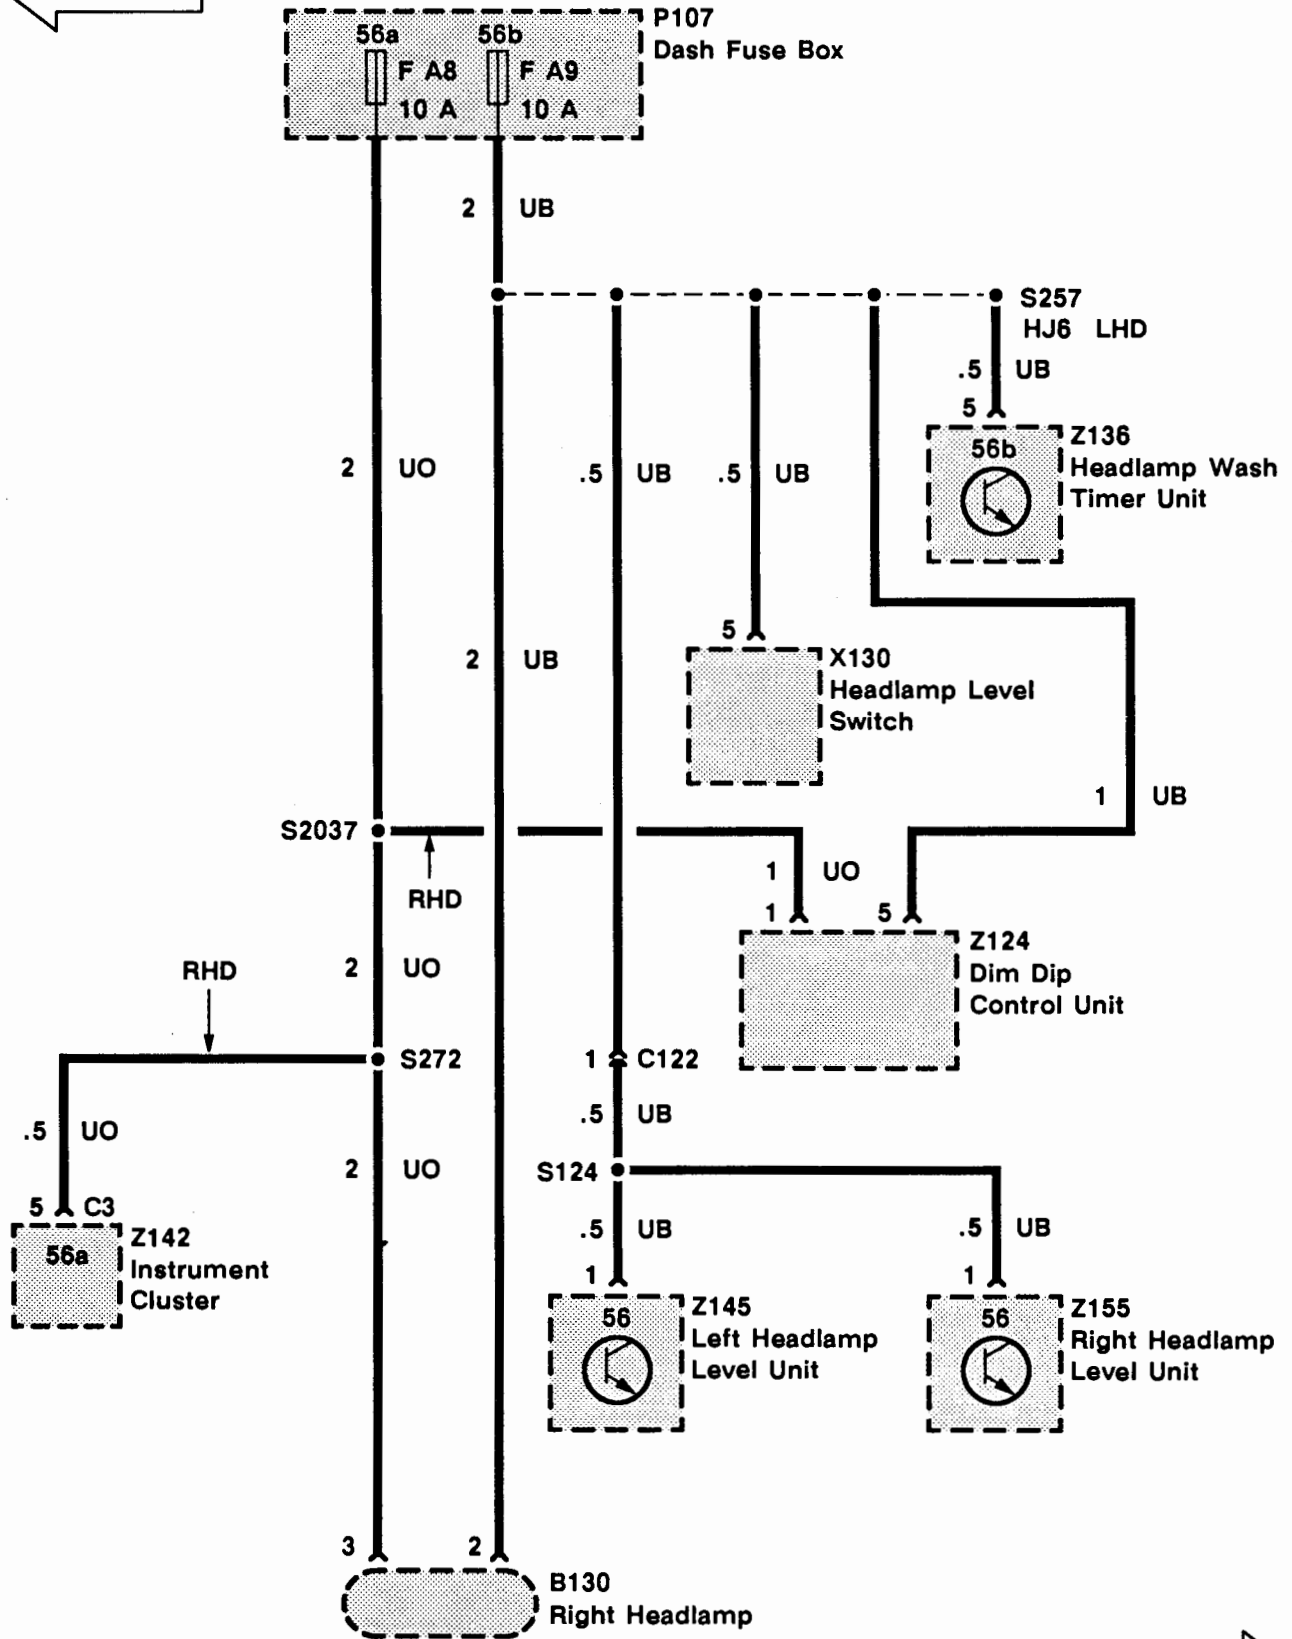 P107
Dash Fuse Box
56a 56b
F A8 F A9
10 A 10 A
2 UB
S257
HJ6 LHD
.5 UB
5
56b
Z136
Headlamp Wash
Timer Unit
2 UO
.5 UB
.5 UB
5
X130
Headlamp Level
Switch
2 UB
1 UB
S2037
RHD
1 UO
1 5
Z124
Dim Dip
Control Unit
RHD
2 UO
S272
1 C122
.5 UB
.5 UO
2 UO
S124
5 C3
56a
Z142
Instrument
Cluster
.5 UB
.5 UB
1
1
56
Z145
Left Headlamp
Level Unit
56
Z155
Right Headlamp
Level Unit
3 2
B130
Right Headlamp